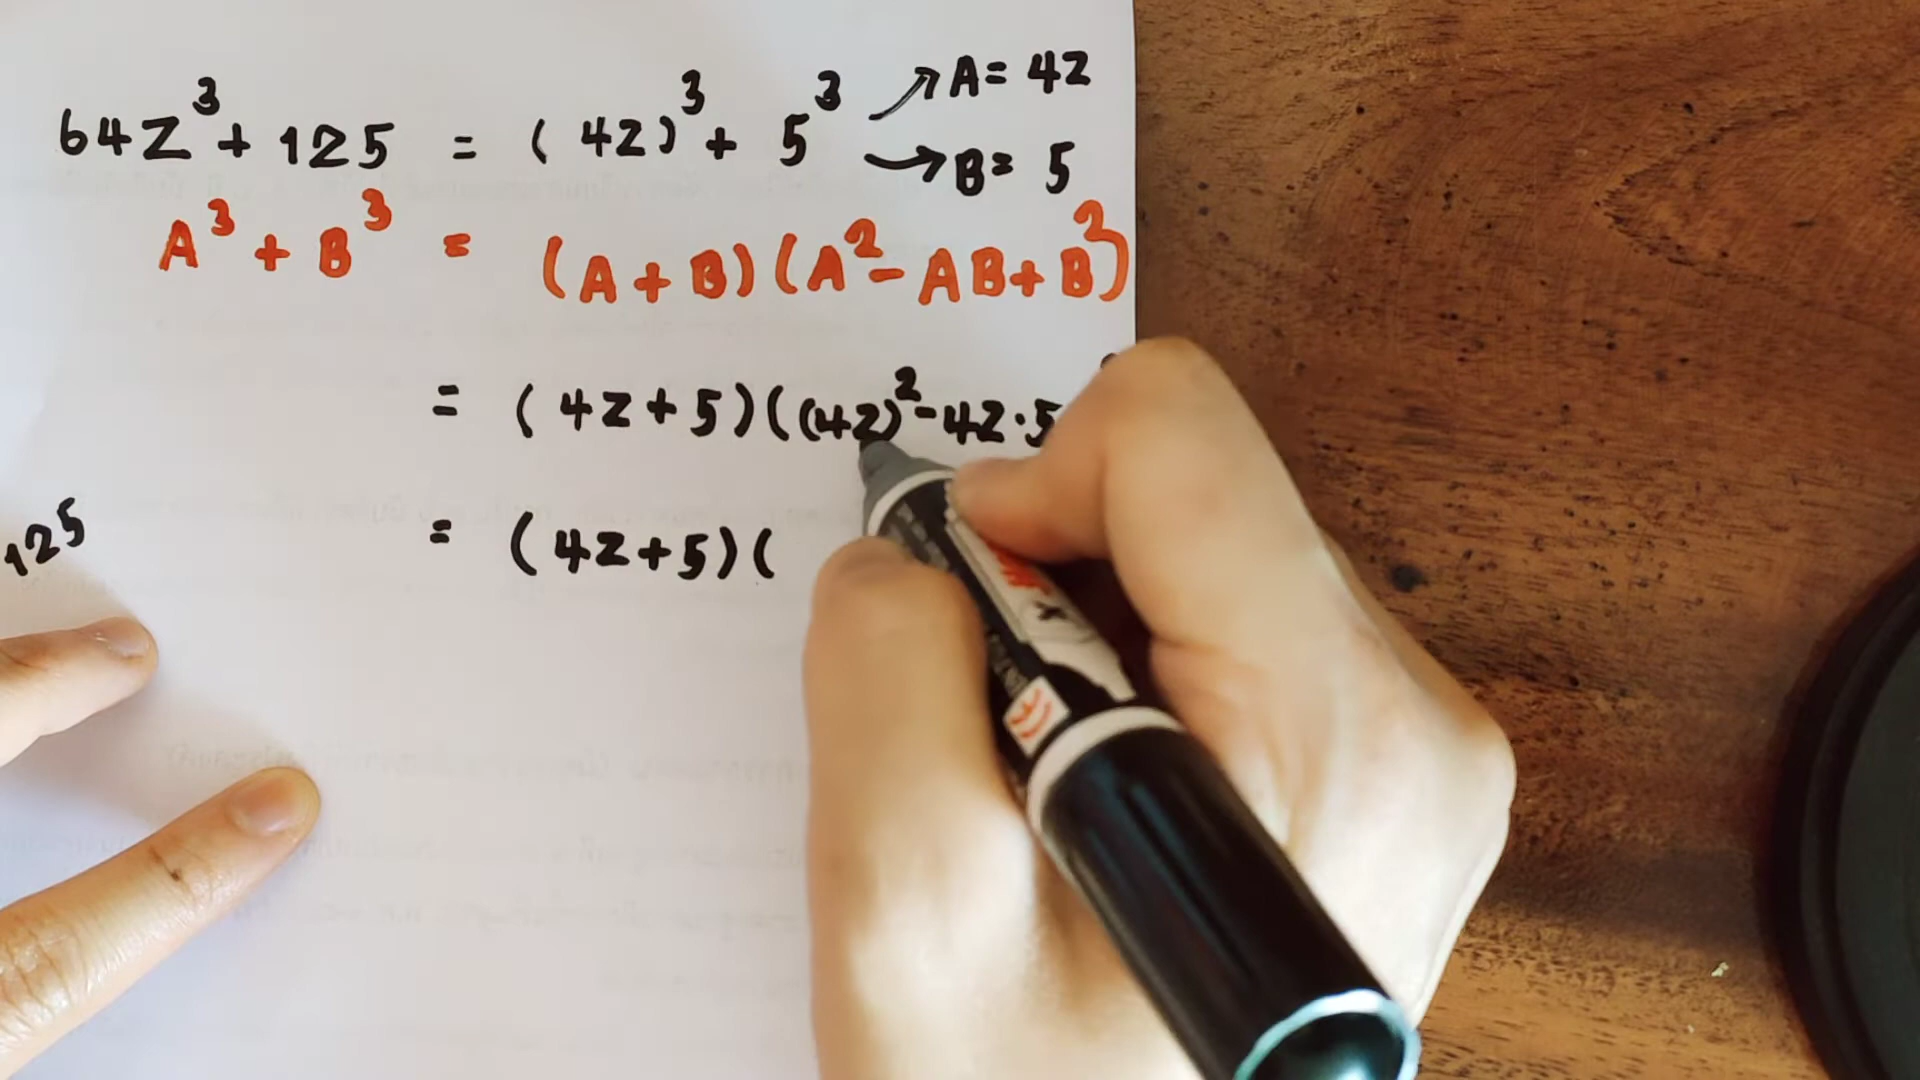 64Z³ + 125 = (4Z)³ + 5³ → A = 4Z
→ B = 5
A³ + B³ = (A + B)(A² - AB + B²)
= (4Z + 5)((4Z)² - 4Z · 5
= (4Z + 5)(
125